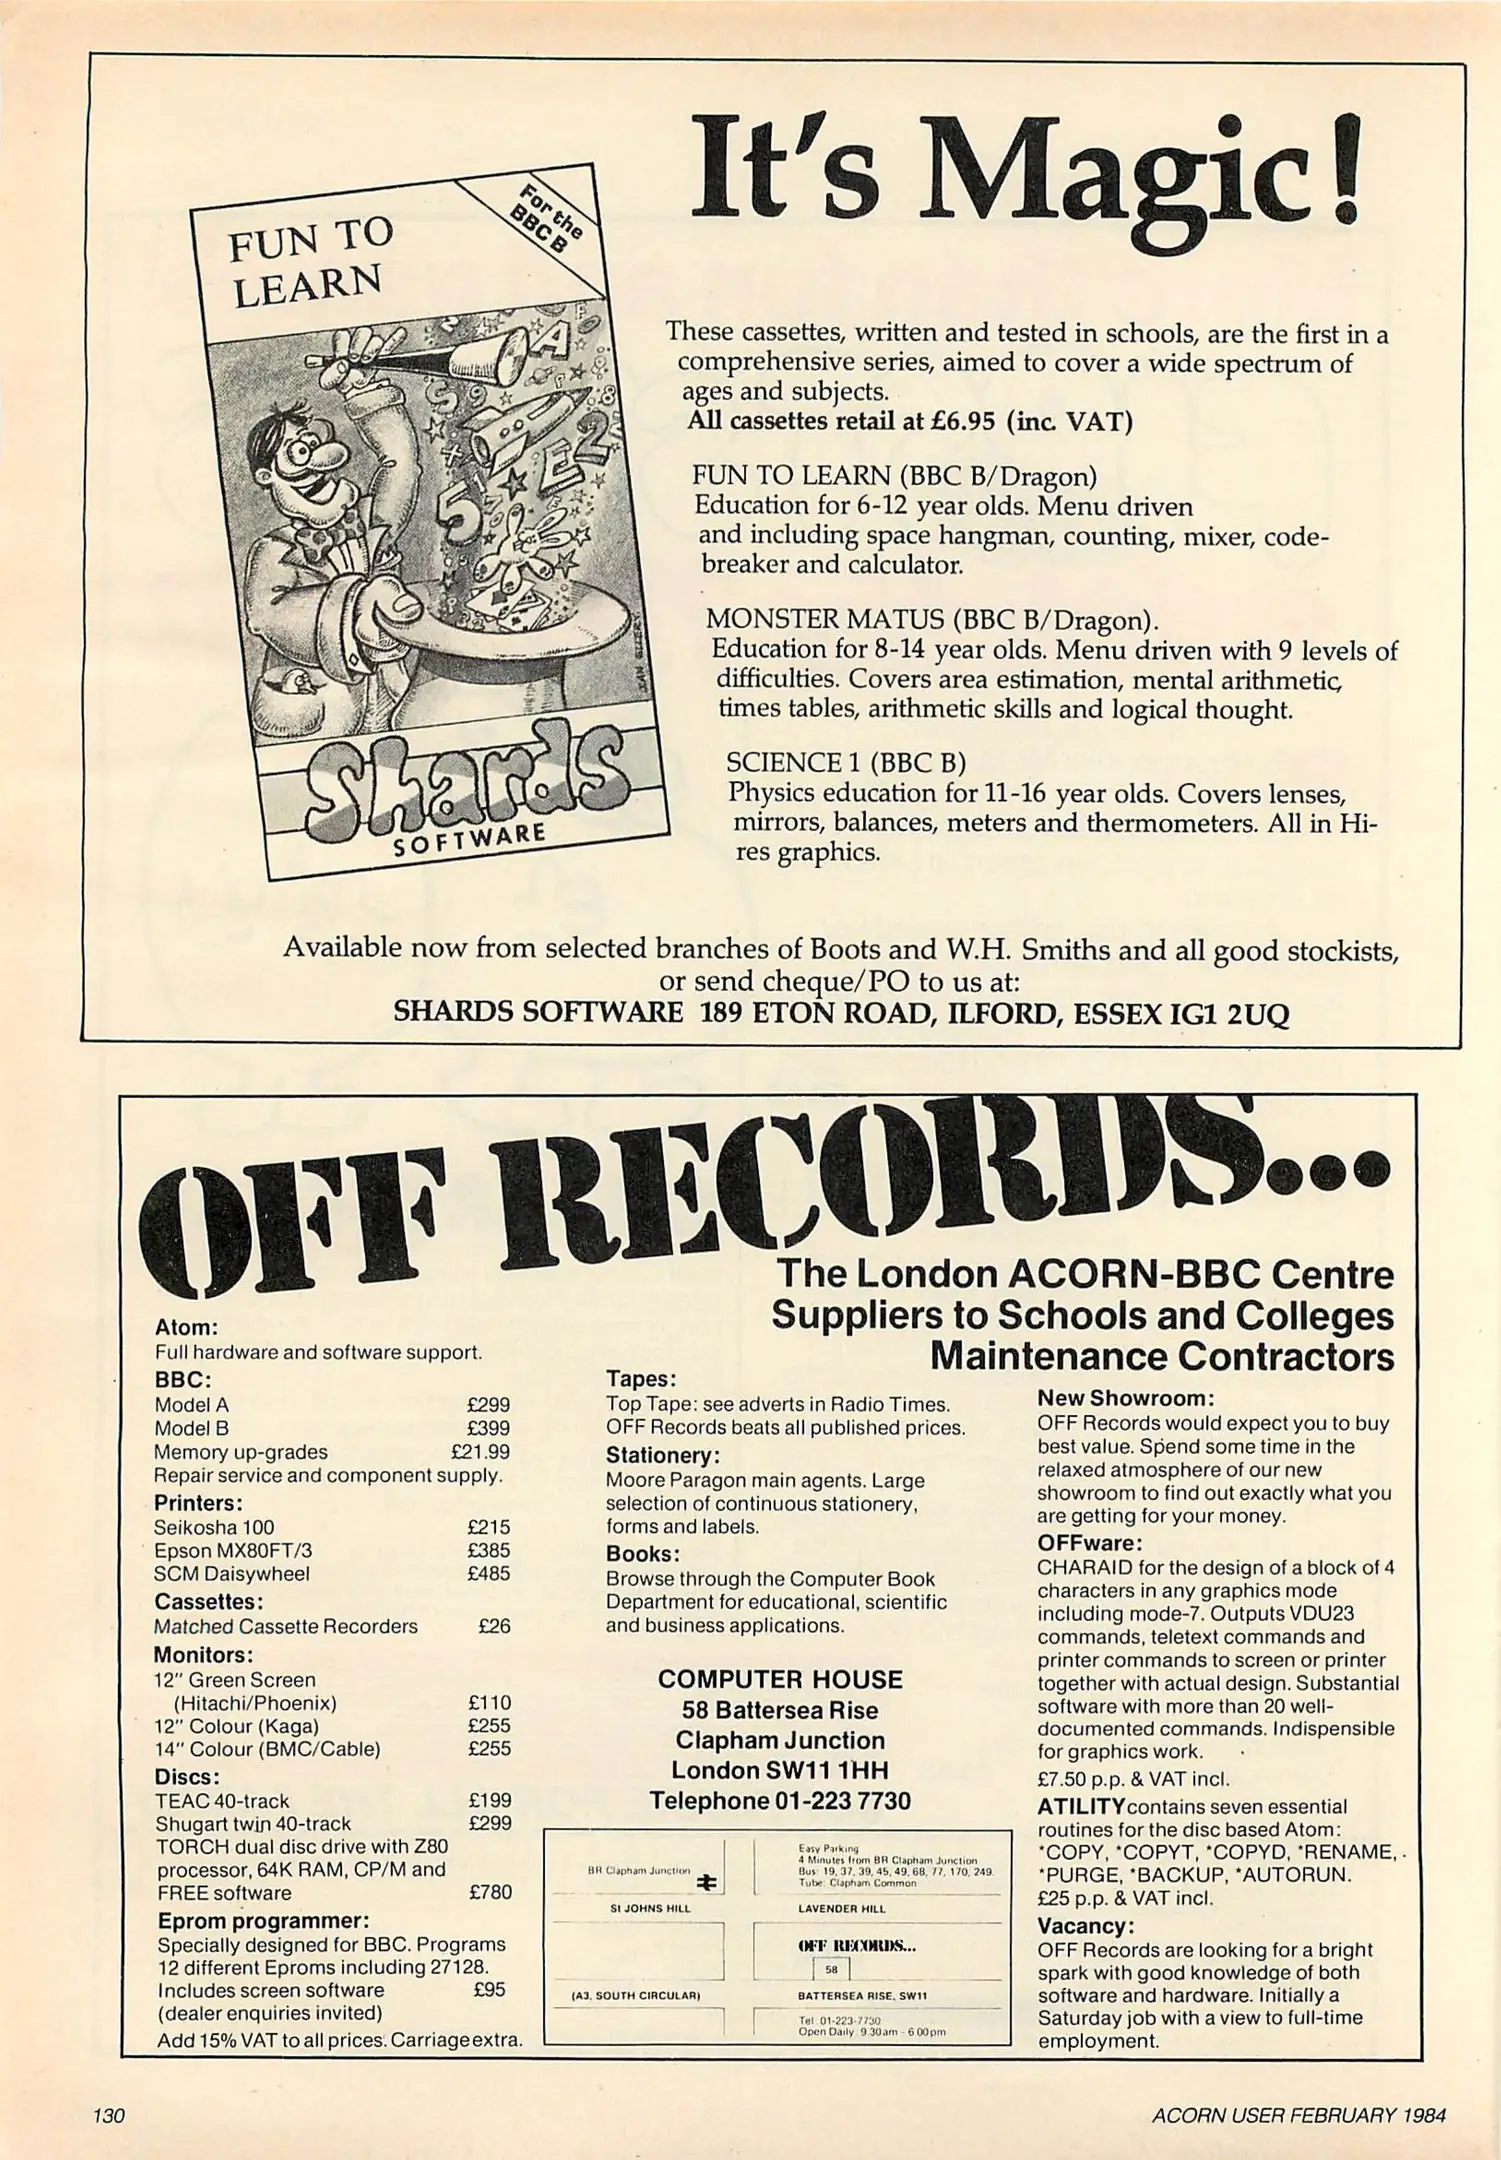 It's Magic!
For the
BBC B
FUN TO
LEARN
IAN GIZERY
Shards
SOFTWARE
These cassettes, written and tested in schools, are the first in a
comprehensive series, aimed to cover a wide spectrum of
ages and subjects.
All cassettes retail at £6.95 (inc. VAT)
FUN TO LEARN (BBC B/Dragon)
Education for 6-12 year olds. Menu driven
and including space hangman, counting, mixer, code-
breaker and calculator.
MONSTER MATUS (BBC B/Dragon).
Education for 8-14 year olds. Menu driven with 9 levels of
difficulties. Covers area estimation, mental arithmetic,
times tables, arithmetic skills and logical thought.
SCIENCE 1 (BBC B)
Physics education for 11-16 year olds. Covers lenses,
mirrors, balances, meters and thermometers. All in Hi-
res graphics.
Available now from selected branches of Boots and W.H. Smiths and all good stockists,
or send cheque/PO to us at:
SHARDS SOFTWARE 189 ETON ROAD, ILFORD, ESSEX IG1 2UQ
OFF RECORDS...
The London ACORN-BBC Centre
Suppliers to Schools and Colleges
Maintenance Contractors
Atom:
Full hardware and software support.
BBC:
Model A £299
Model B £399
Memory up-grades £21.99
Repair service and component supply.
Printers:
Seikosha 100 £215
Epson MX80FT/3 £385
SCM Daisywheel £485
Cassettes:
Matched Cassette Recorders £26
Monitors:
12" Green Screen
(Hitachi/Phoenix) £110
12" Colour (Kaga) £255
14" Colour (BMC/Cable) £255
Discs:
TEAC 40-track £199
Shugart twin 40-track £299
TORCH dual disc drive with Z80
processor, 64K RAM, CP/M and
FREE software £780
Eprom programmer:
Specially designed for BBC. Programs
12 different Eproms including 27128.
Includes screen software £95
(dealer enquiries invited)
Add 15% VAT to all prices. Carriage extra.
Tapes:
Top Tape: see adverts in Radio Times.
OFF Records beats all published prices.
Stationery:
Moore Paragon main agents. Large
selection of continuous stationery,
forms and labels.
Books:
Browse through the Computer Book
Department for educational, scientific
and business applications.
COMPUTER HOUSE
58 Battersea Rise
Clapham Junction
London SW11 1HH
Telephone 01-223 7730
BR Clapham Junction
Easy Parking
4 Minutes from BR Clapham Junction
Bus: 19, 37, 39, 45, 49, 68, 77, 170, 249.
Tube: Clapham Common
St JOHNS HILL
LAVENDER HILL
OFF RECORDS...
58
(A3, SOUTH CIRCULAR)
BATTERSEA RISE, SW11
Tel: 01-223-7730
Open Daily: 9.30am - 6.00pm
New Showroom:
OFF Records would expect you to buy
best value. Spend some time in the
relaxed atmosphere of our new
showroom to find out exactly what you
are getting for your money.
OFFware:
CHARAID for the design of a block of 4
characters in any graphics mode
including mode-7. Outputs VDU23
commands, teletext commands and
printer commands to screen or printer
together with actual design. Substantial
software with more than 20 well-
documented commands. Indispensible
for graphics work.
£7.50 p.p. & VAT incl.
ATILITY contains seven essential
routines for the disc based Atom:
*COPY, *COPYT, *COPYD, *RENAME,
*PURGE, *BACKUP, *AUTORUN.
£25 p.p. & VAT incl.
Vacancy:
OFF Records are looking for a bright
spark with good knowledge of both
software and hardware. Initially a
Saturday job with a view to full-time
employment.
130
ACORN USER FEBRUARY 1984